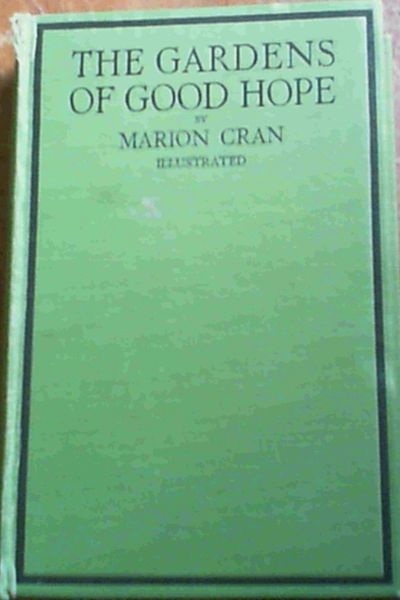 THE GARDENS
OF GOOD HOPE
BY
MARION CRAN
ILLUSTRATED